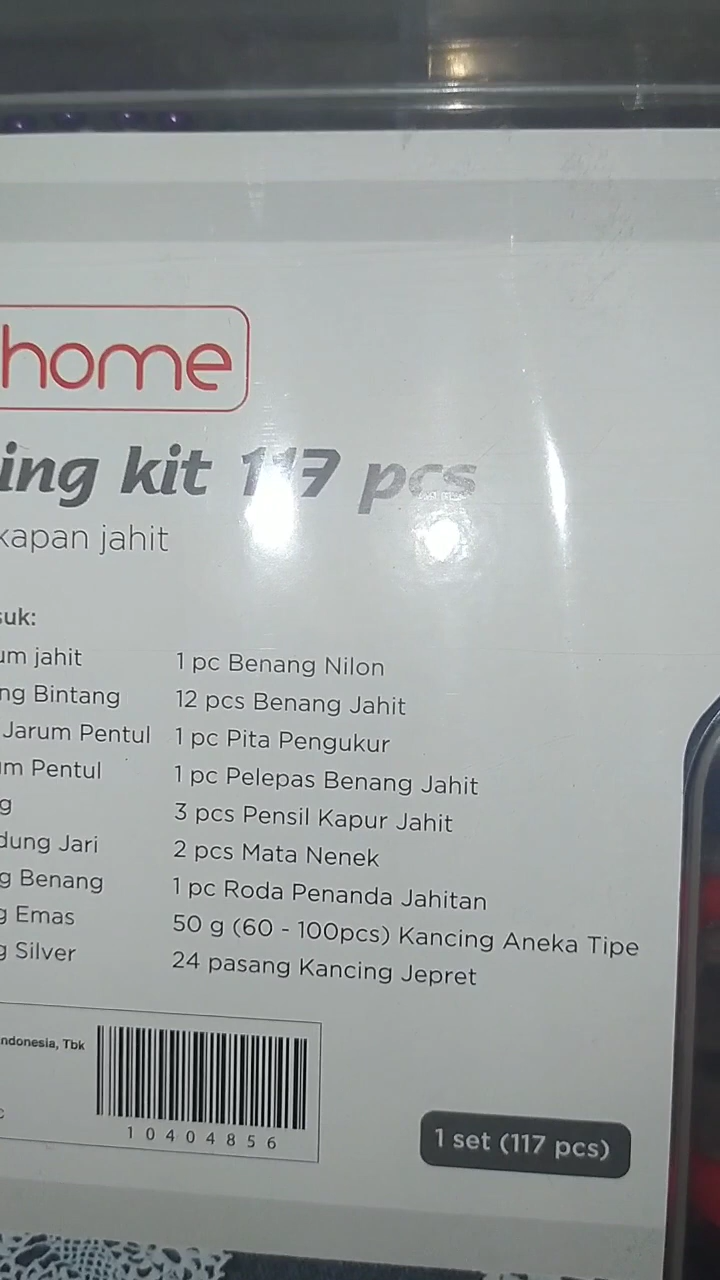 home
ing kit 117 pcs
kapan jahit
suk:
um jahit 1 pc Benang Nilon
ng Bintang 12 pcs Benang Jahit
Jarum Pentul 1 pc Pita Pengukur
um Pentul 1 pc Pelepas Benang Jahit
g 3 pcs Pensil Kapur Jahit
dung Jari 2 pcs Mata Nenek
g Benang 1 pc Roda Penanda Jahitan
g Emas 50 g (60 - 100pcs) Kancing Aneka Tipe
g Silver 24 pasang Kancing Jepret
ndonesia, Tbk
10404856
1 set (117 pcs)